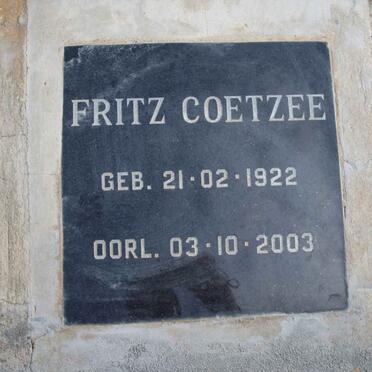 FRITZ COETZEE
GEB. 21·02·1922
OORL. 03·10·2003